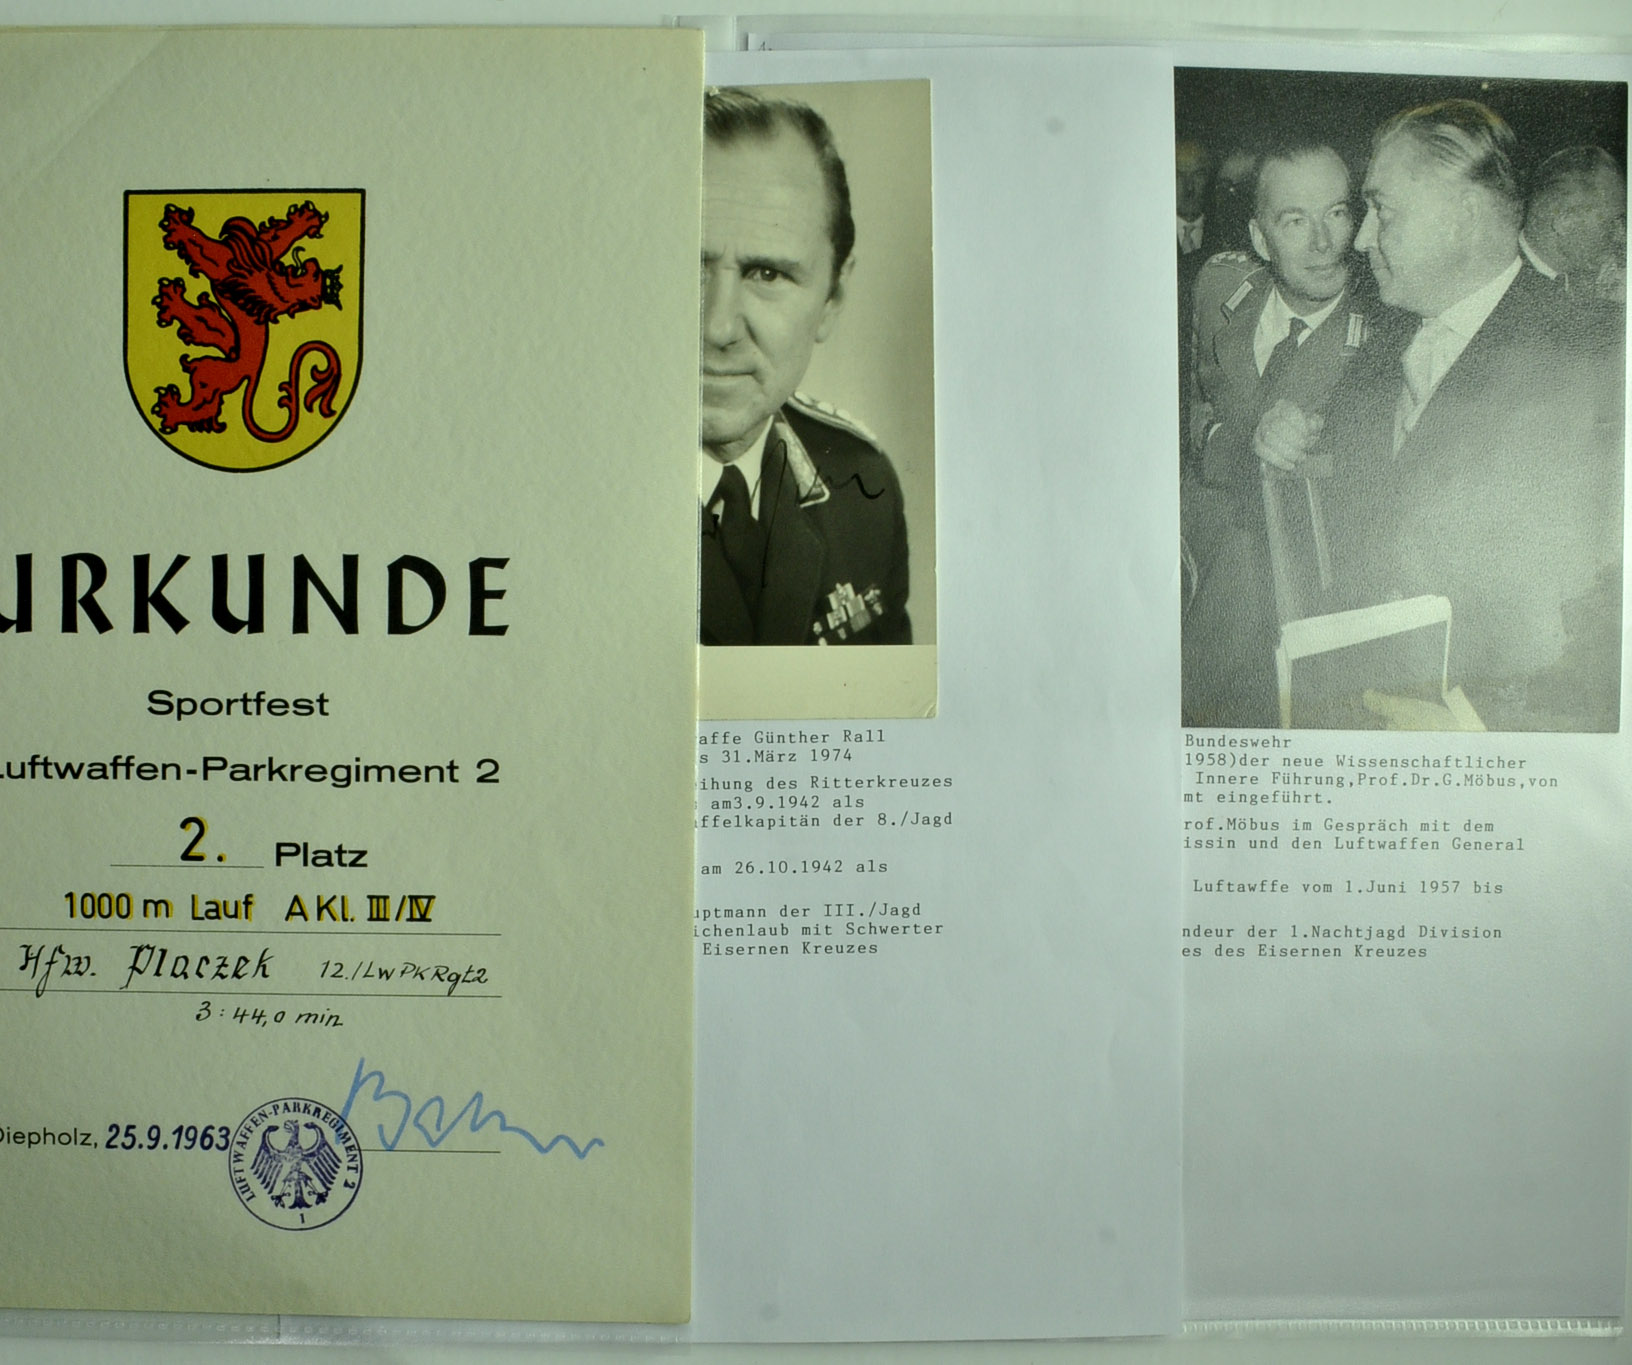 URKUNDE
Sportfest
Luftwaffen-Parkregiment 2
2. Platz
1000 m Lauf A Kl. III/IV
Hfw. Placzek 12./LwPKRgt2
3:44,0 min
Diepholz, 25.9.1963
LUFTWAFFEN-PARKREGIMENT 2
1
affe Günther Rall
s 31.März 1974
ihung des Ritterkreuzes
am3.9.1942 als
ffelkapitän der 8./Jagd
am 26.10.1942 als
uptmann der III./Jagd
ichenlaub mit Schwerter
Eisernen Kreuzes
Bundeswehr
1958)der neue Wissenschaftlicher
Innere Führung,Prof.Dr.G.Möbus,von
mt eingeführt.
rof.Möbus im Gespräch mit dem
issin und den Luftwaffen General
Luftawffe vom 1.Juni 1957 bis
ndeur der 1.Nachtjagd Division
es des Eisernen Kreuzes